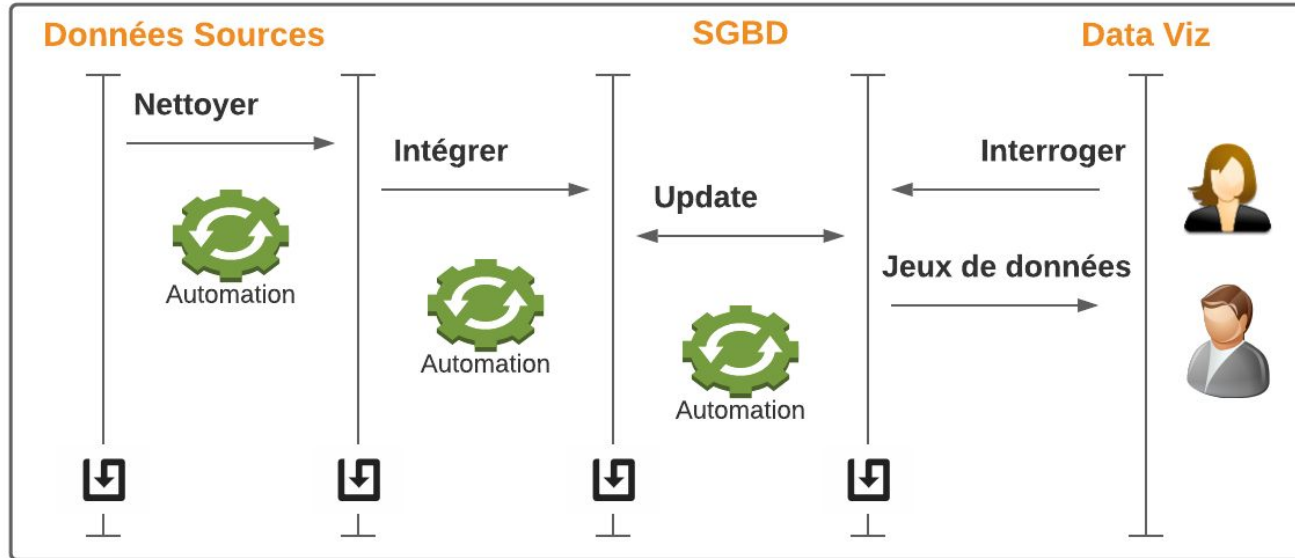 Données Sources
SGBD
Data Viz
Nettoyer
Intégrer
Interroger
Update
Jeux de données
Automation
Automation
Automation